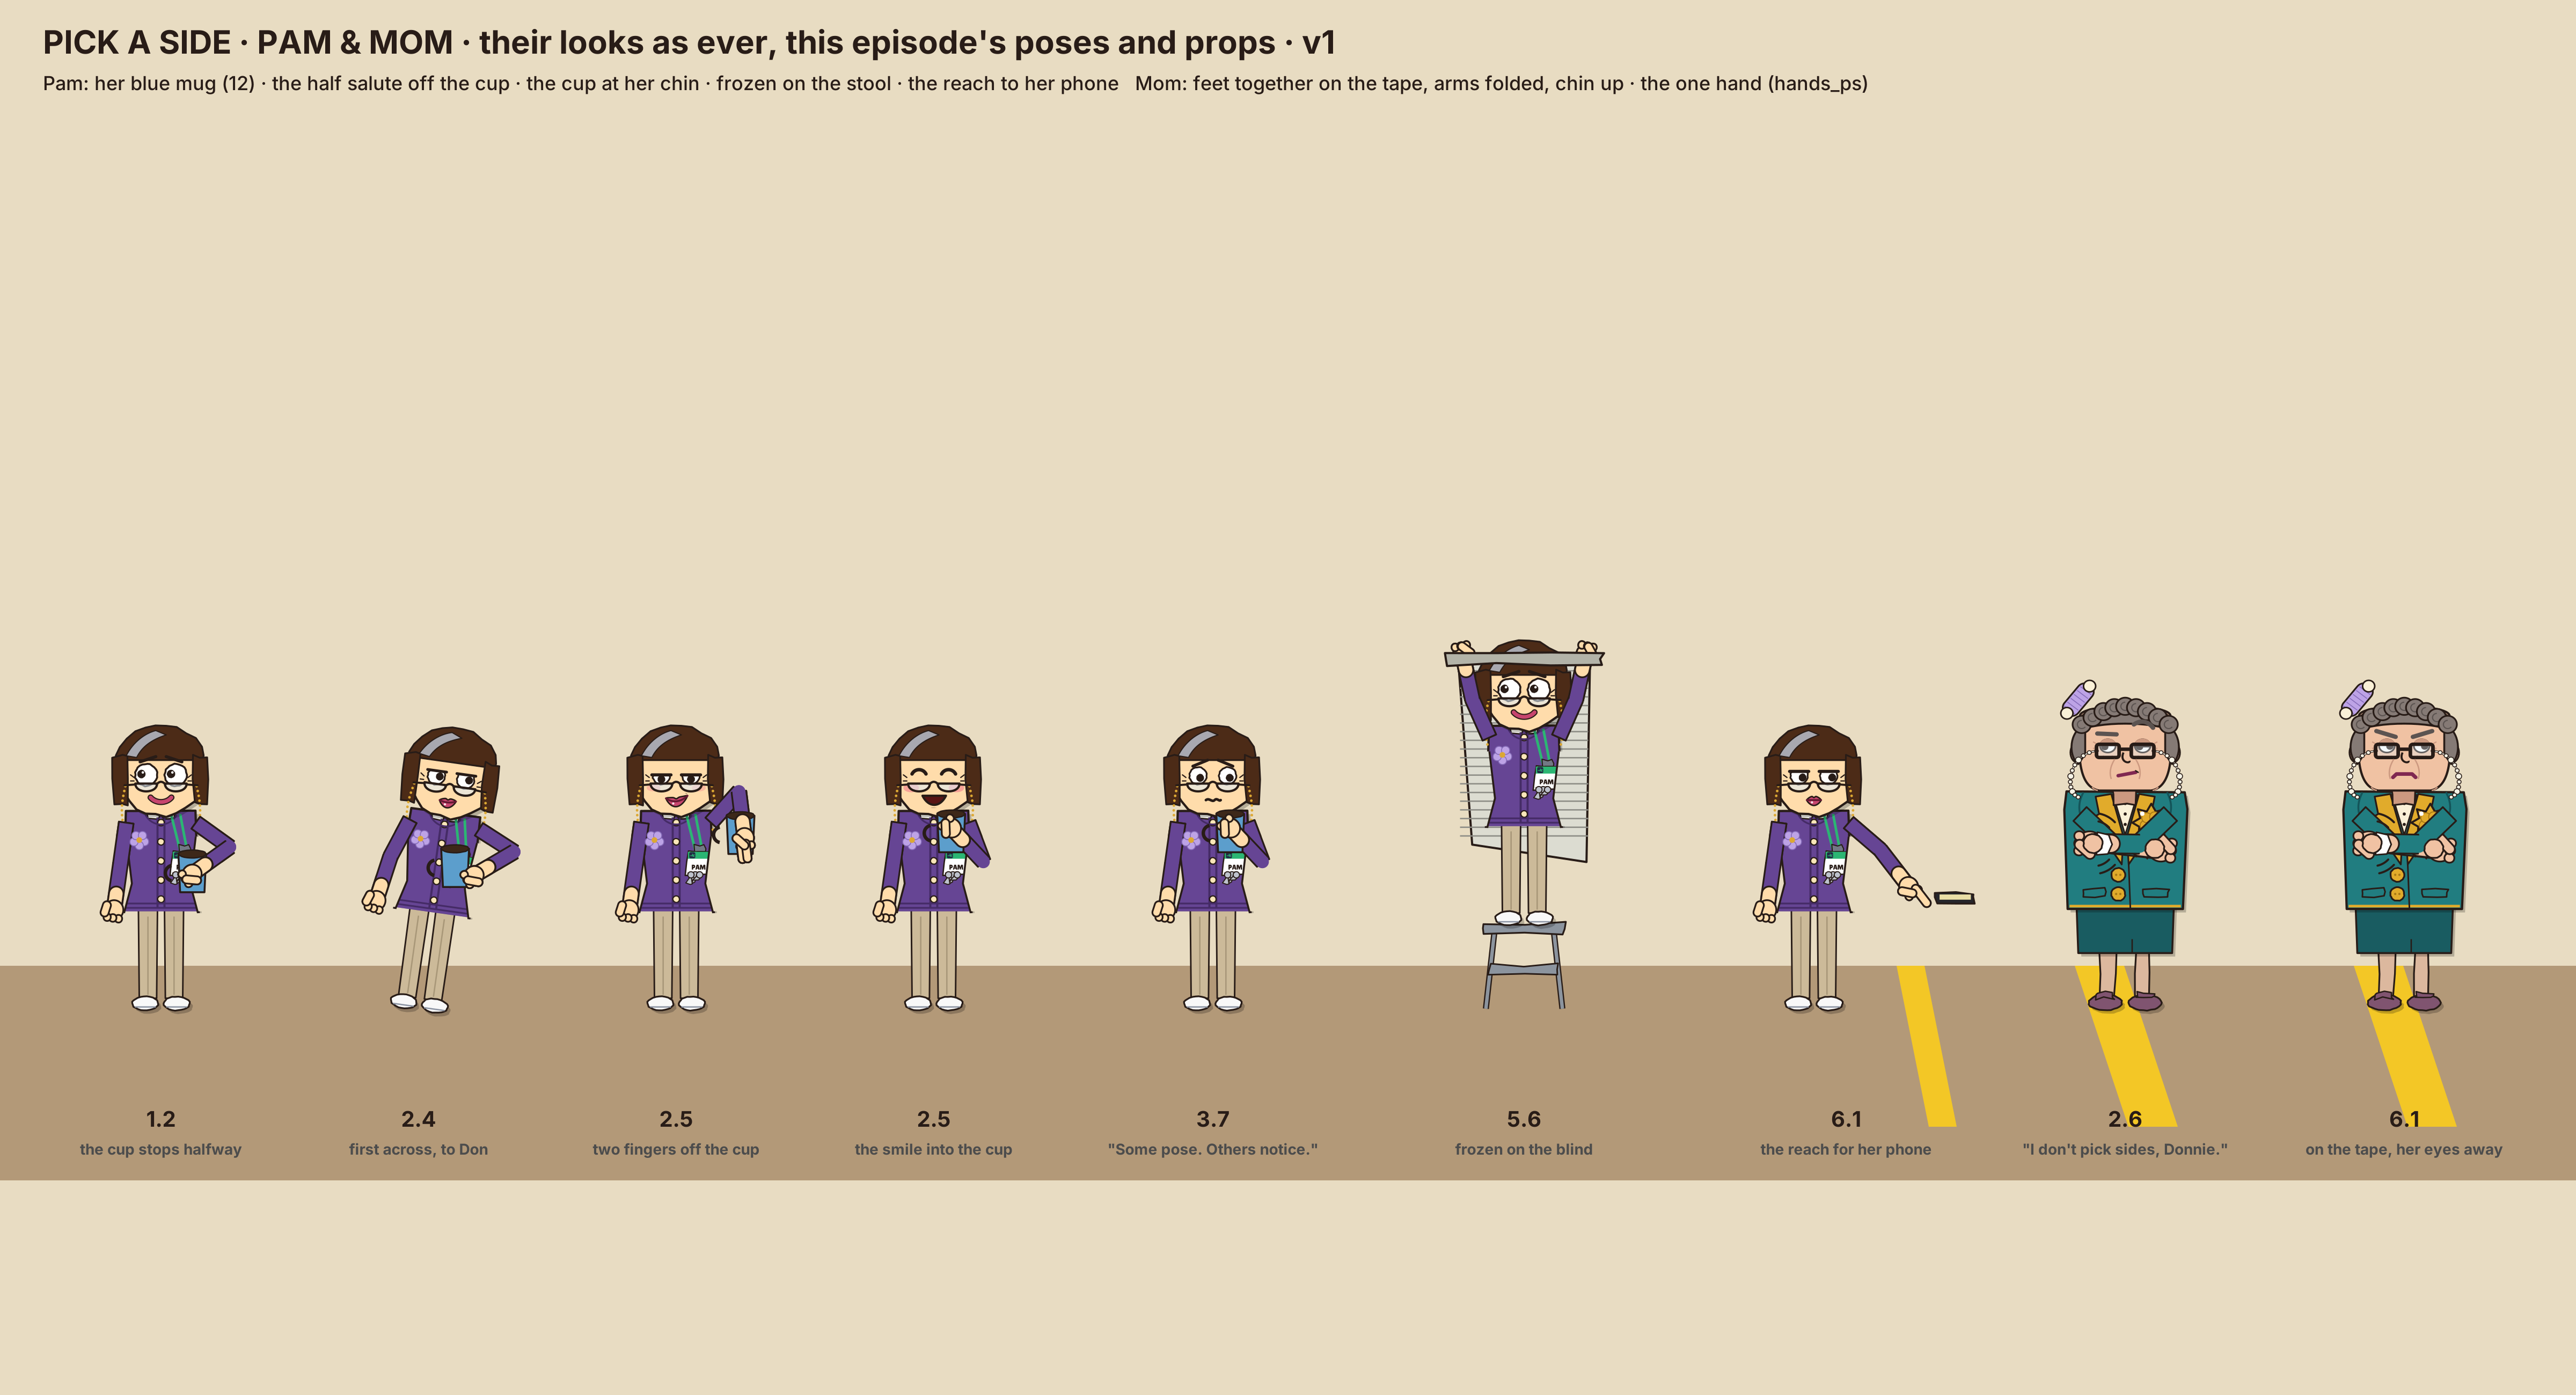 PICK A SIDE · PAM & MOM · their looks as ever, this episode's poses and props · v1
Pam: her blue mug (12) · the half salute off the cup · the cup at her chin · frozen on the stool · the reach to her phone   Mom: feet together on the tape, arms folded, chin up · the one hand (hands_ps)
PAM
PAM
PAM
PAM
PAM
1.2
the cup stops halfway
2.4
first across, to Don
2.5
two fingers off the cup
2.5
the smile into the cup
3.7
"Some pose. Others notice."
5.6
frozen on the blind
6.1
the reach for her phone
2.6
"I don't pick sides, Donnie."
6.1
on the tape, her eyes away